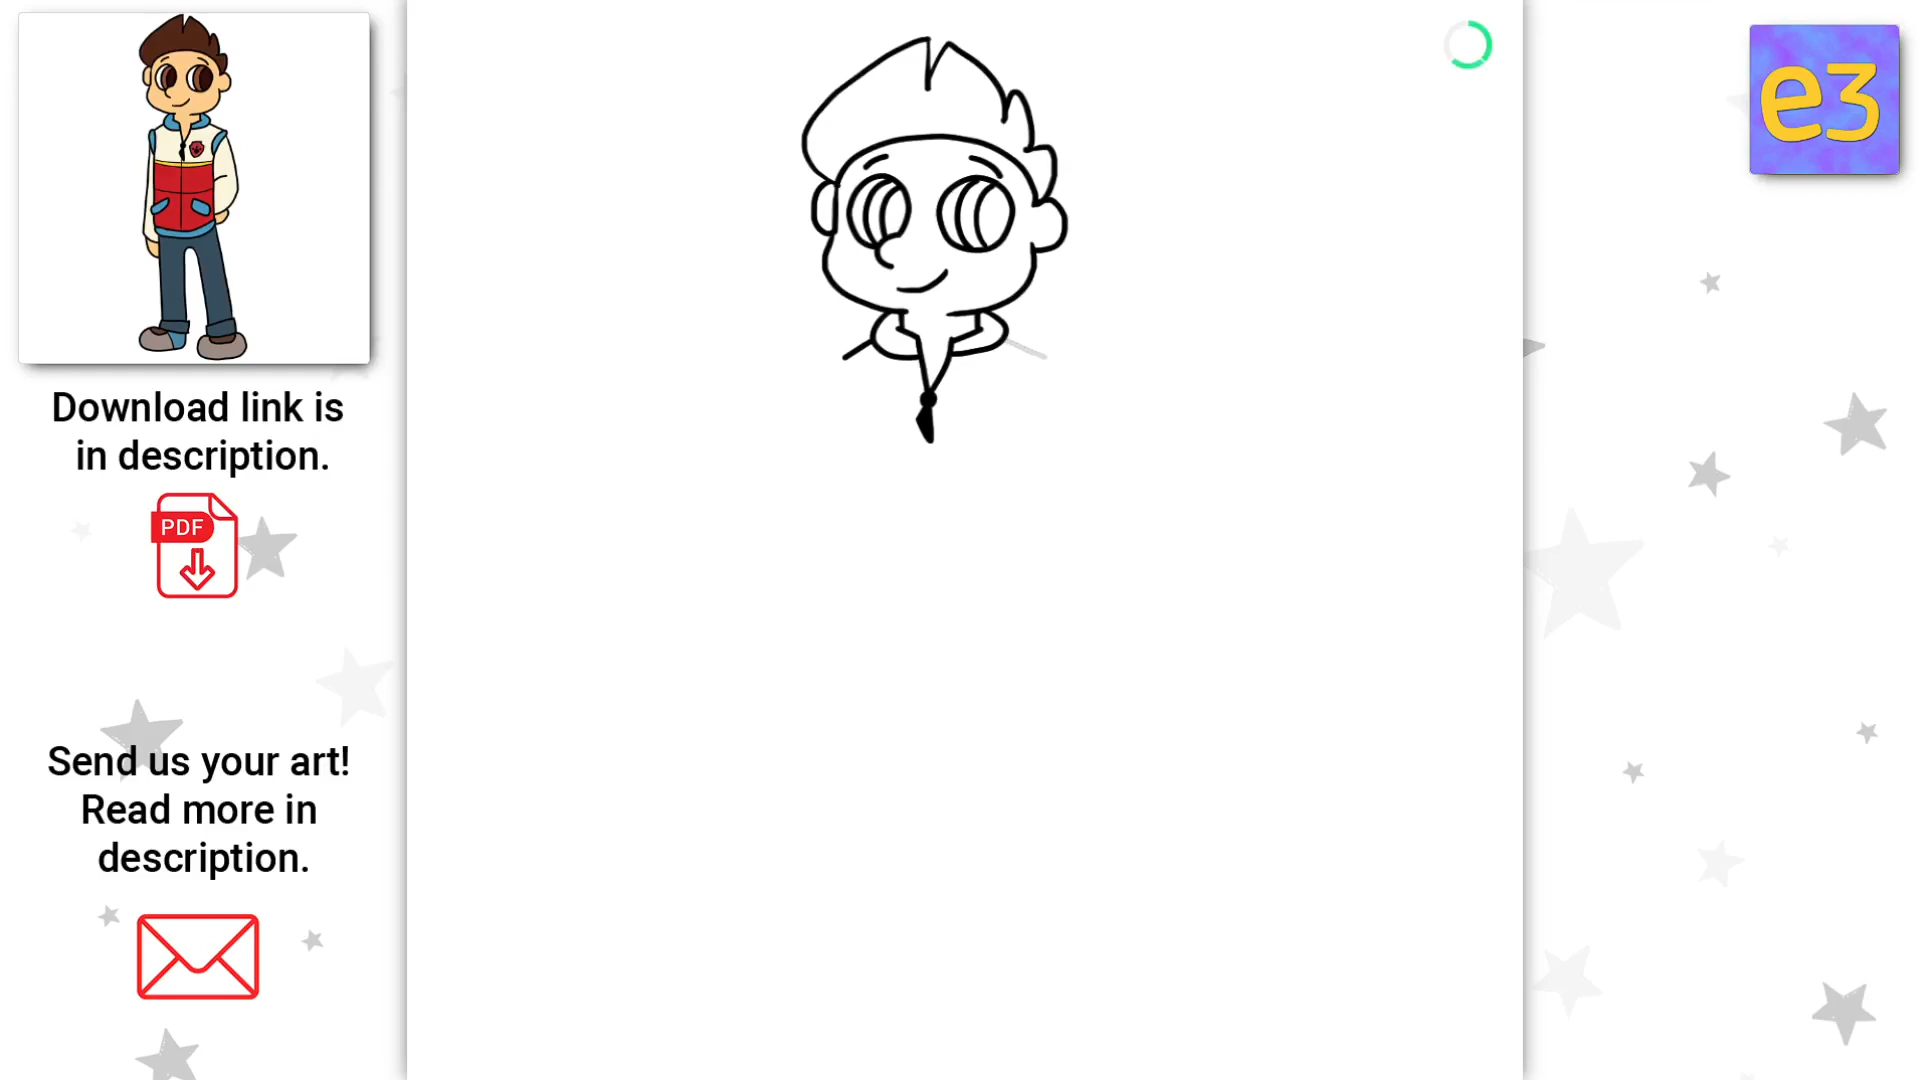 Download link is
in description.
PDF
Send us your art!
Read more in
description.
e3